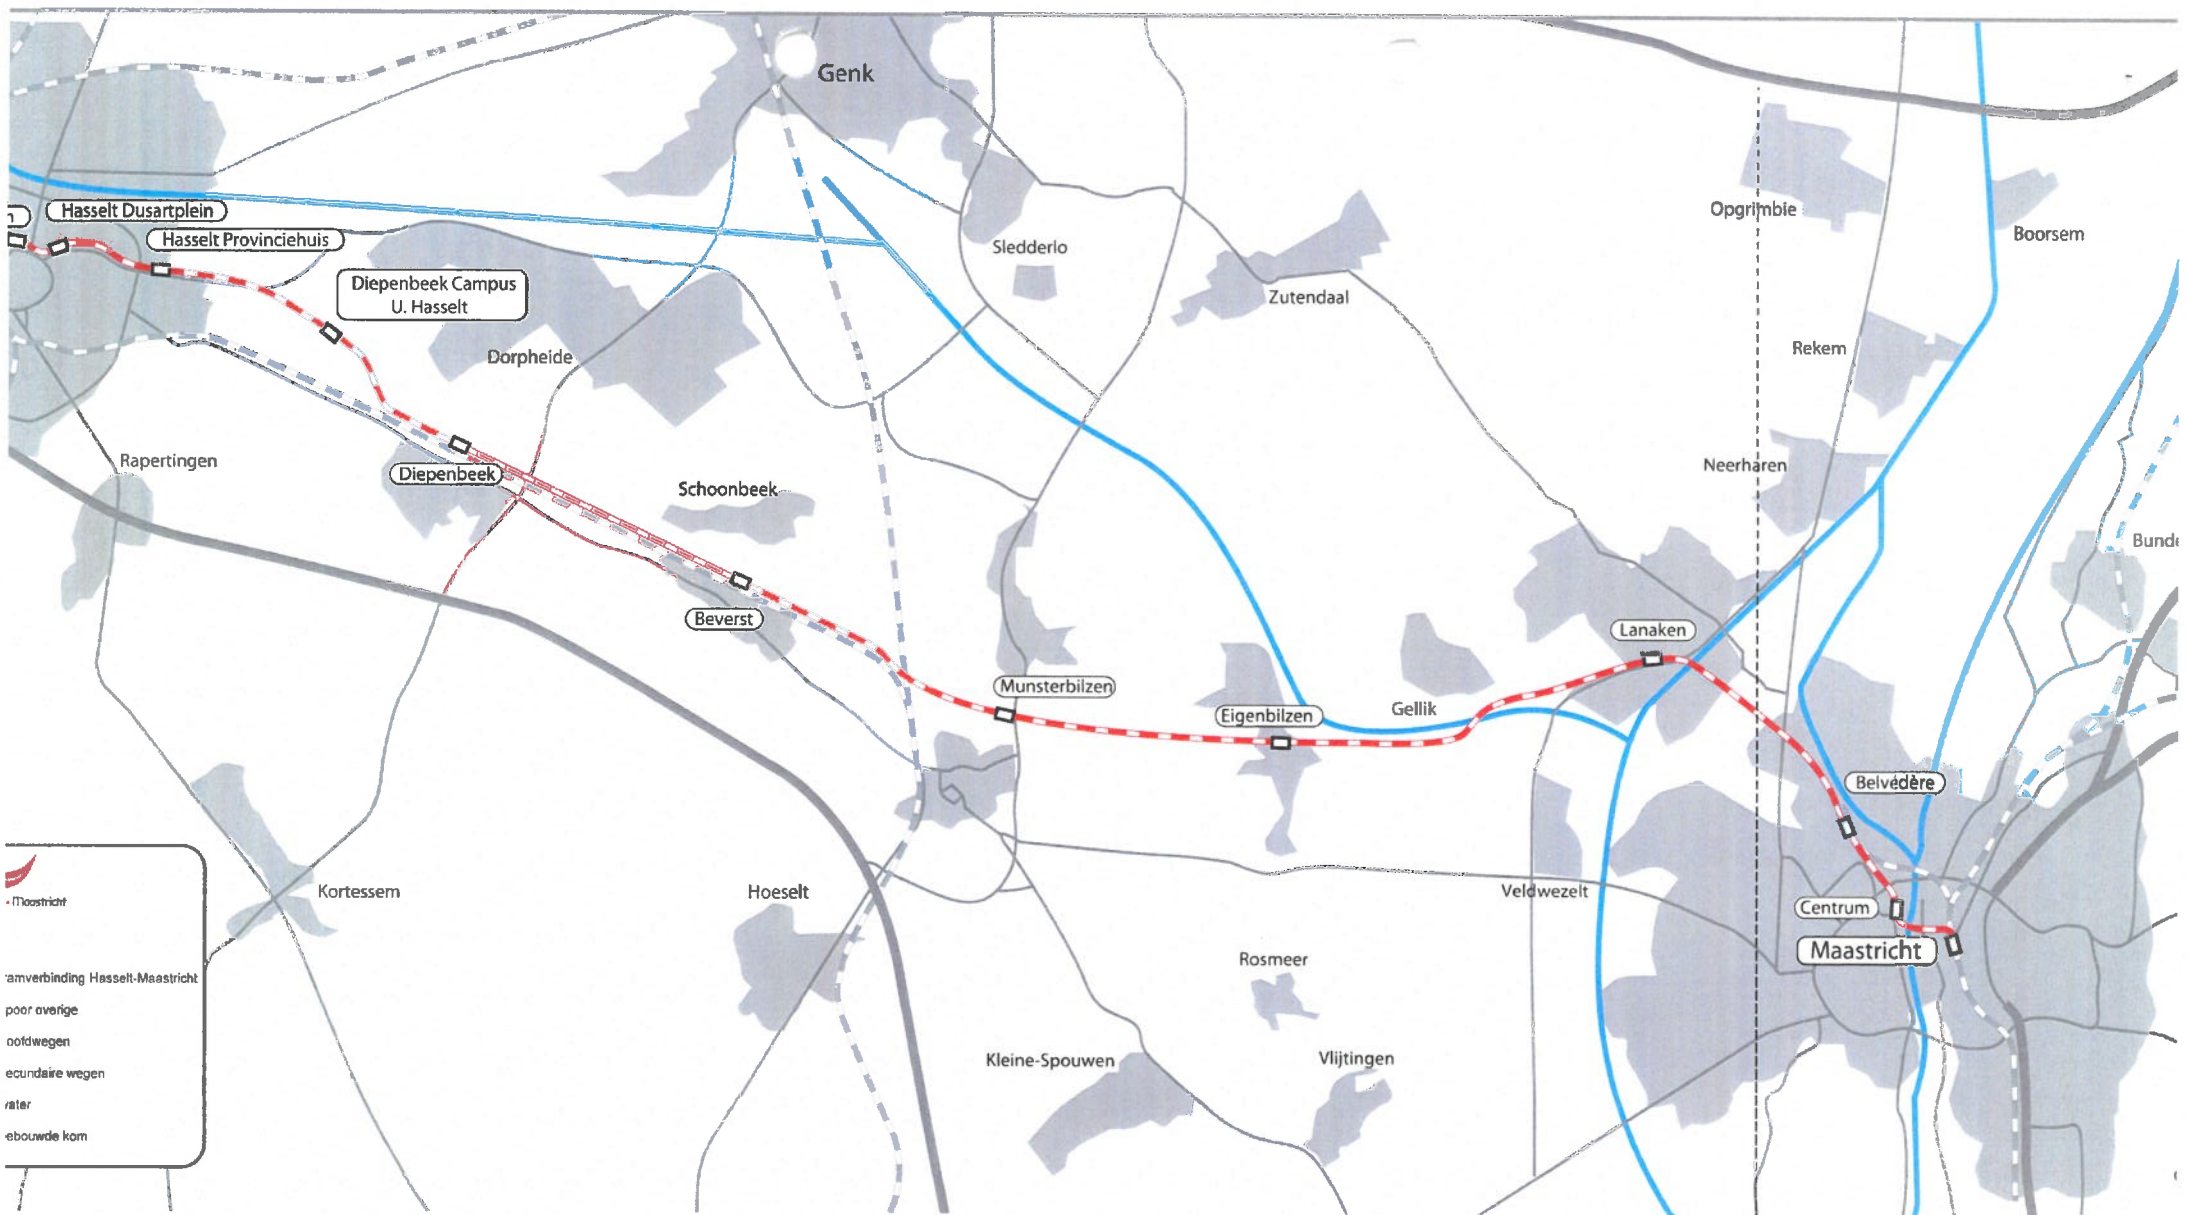 Genk
n
Hasselt Dusartplein
Hasselt Provinciehuis
Opgrimbie
Boorsem
Sledderlo
Diepenbeek Campus
U. Hasselt
Zutendaal
Dorpheide
Rekem
Rapertingen
Diepenbeek
Schoonbeek
Neerharen
Bunde
Beverst
Lanaken
Munsterbilzen
Eigenbilzen
Gellik
Belvédère
Kortessem
Hoeselt
Veldwezelt
Centrum
Maastricht
Rosmeer
Kleine-Spouwen
Vlijtingen
Maastricht
ramverbinding Hasselt-Maastricht
poor overige
oofdwegen
ecundaire wegen
vater
ebouwde kom